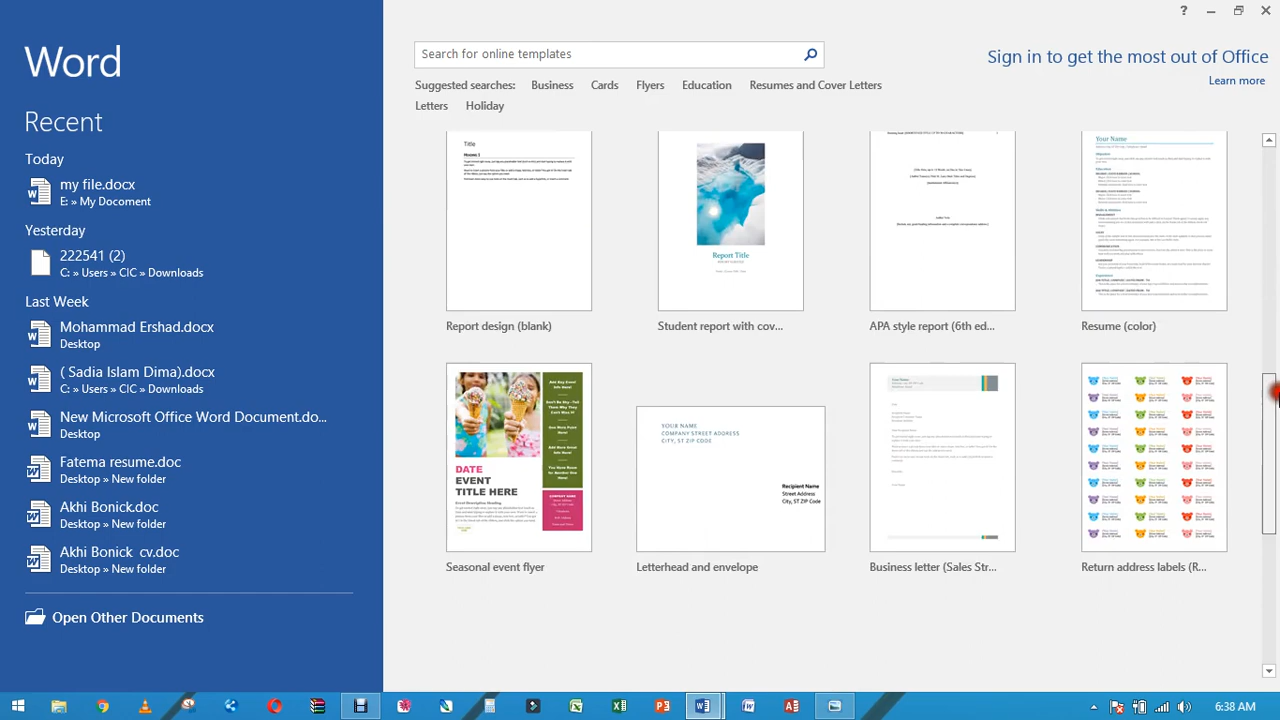 Word
Recent
Today
my file.docx
E: » My Document
Yesterday
222541 (2)
C: » Users » CIC » Downloads
Last Week
Mohammad Ershad.docx
Desktop
( Sadia Islam Dima).docx
C: » Users » CIC » Downloads
New Microsoft Office Word Document.do...
Desktop
resume.doc
Desktop » New folder
Akhi Bonick.doc
Desktop » New folder
Akhi Bonick cv.doc
Desktop » New folder
Open Other Documents
?
Sign in to get the most out of Office
Learn more
Search for online templates
Suggested searches: Business Cards Flyers Education Resumes and Cover Letters
Letters Holiday
Title
Heading 1
Report design (blank)
Report Title
Student report with cov...
APA style report (6th ed...
Your Name
Resume (color)
DATE
EVENT
TITLE HERE
Seasonal event flyer
YOUR NAME
COMPANY STREET ADDRESS
CITY, ST ZIP CODE
Recipient Name
Street Address
City, ST ZIP Code
Letterhead and envelope
Business letter (Sales Str...
Return address labels (R...
6:38 AM